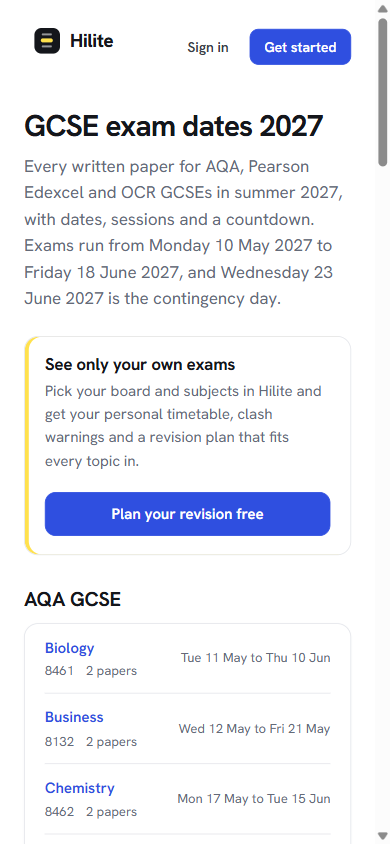 Hilite
Sign in
Get started
GCSE exam dates 2027
Every written paper for AQA, Pearson
Edexcel and OCR GCSEs in summer 2027,
with dates, sessions and a countdown.
Exams run from Monday 10 May 2027 to
Friday 18 June 2027, and Wednesday 23
June 2027 is the contingency day.
See only your own exams
Pick your board and subjects in Hilite and
get your personal timetable, clash
warnings and a revision plan that fits
every topic in.
Plan your revision free
AQA GCSE
Biology
8461 2 papers
Tue 11 May to Thu 10 Jun
Business
8132 2 papers
Wed 12 May to Fri 21 May
Chemistry
8462 2 papers
Mon 17 May to Tue 15 Jun